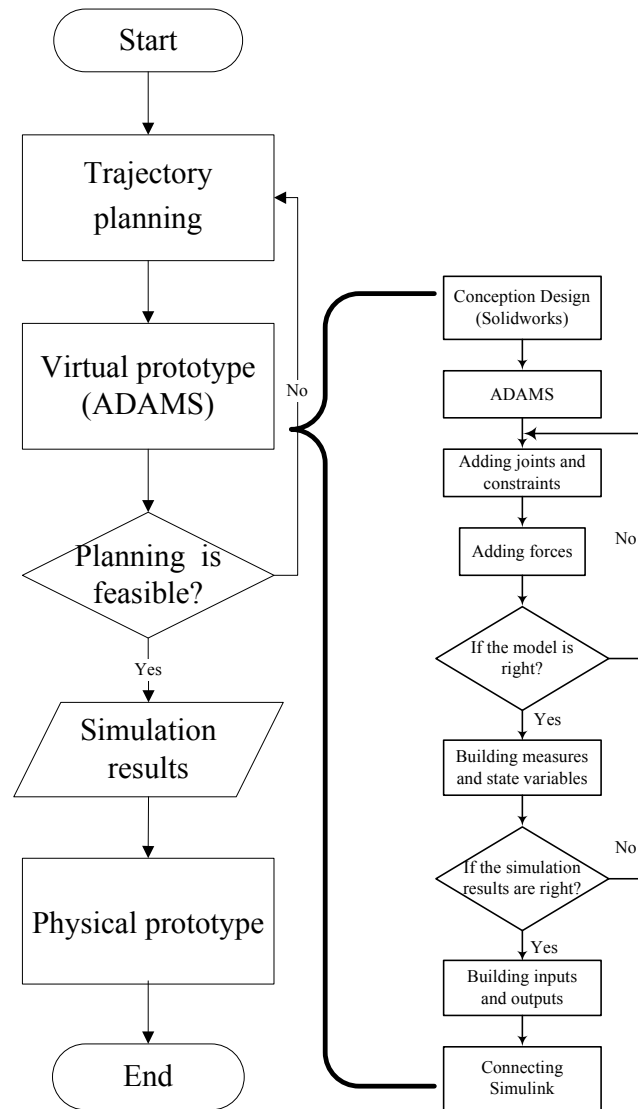 Start
Trajectory
planning
Virtual prototype
(ADAMS)
No
Planning is
feasible?
Yes
Simulation
results
Physical prototype
End
Conception Design
(Solidworks)
ADAMS
Adding joints and
constraints
Adding forces
No
If the model is
right?
Yes
Building measures
and state variables
No
If the simulation
results are right?
Yes
Building inputs
and outputs
Connecting
Simulink